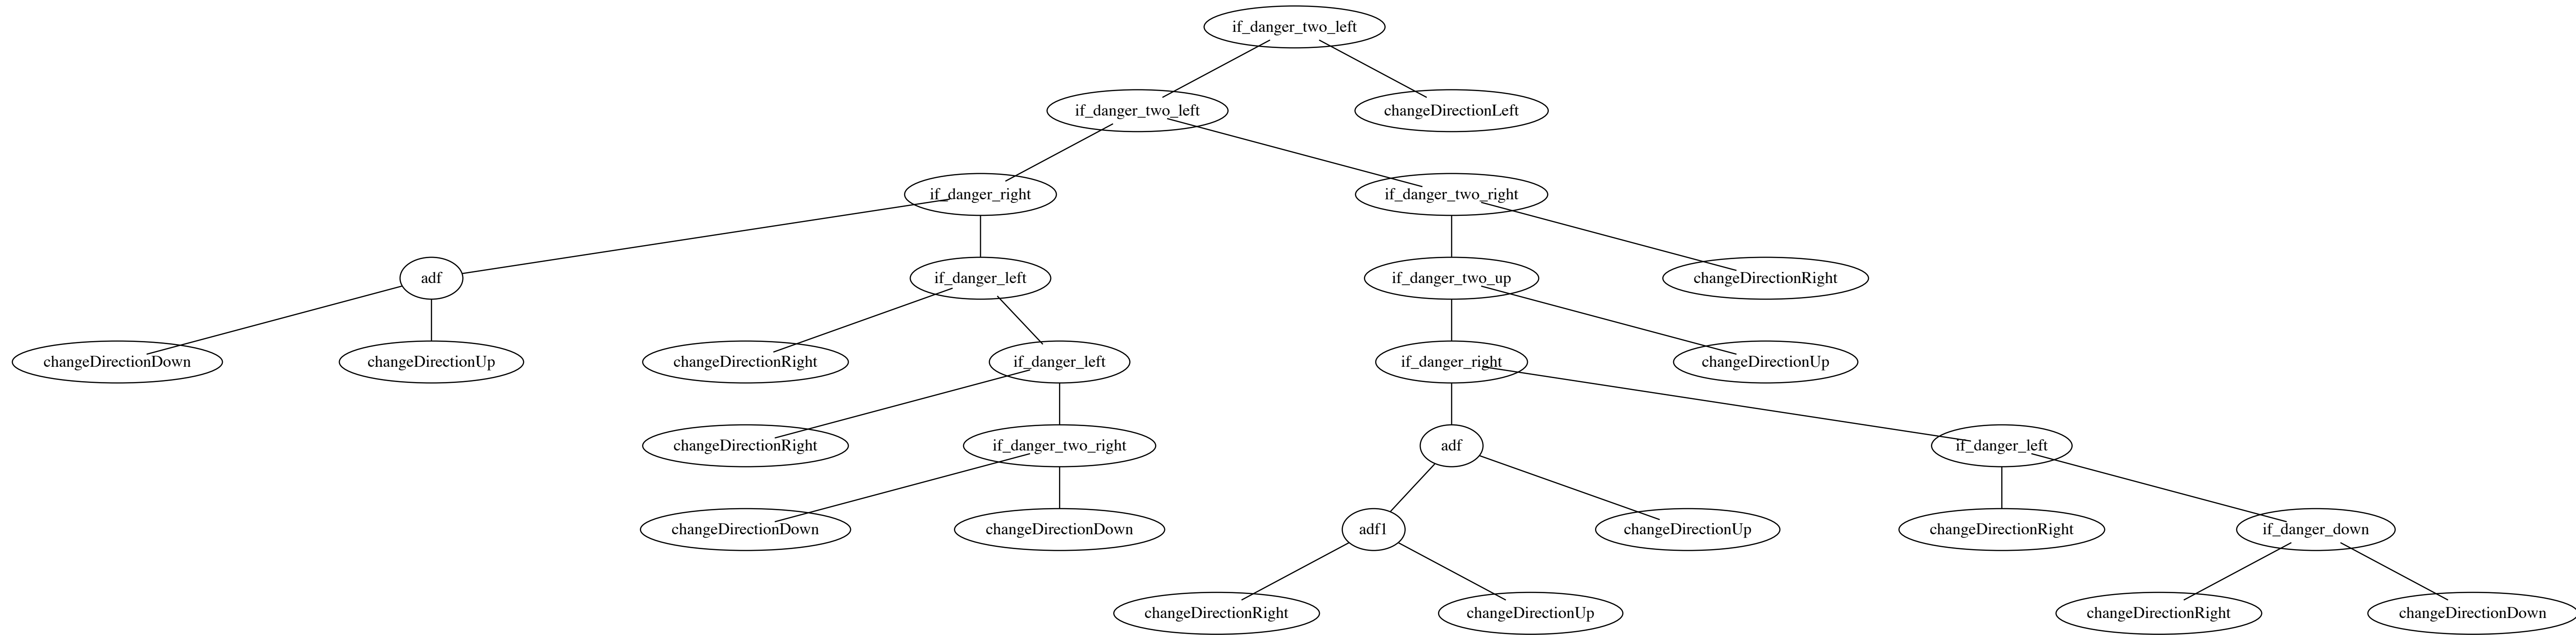 if_danger_two_left
if_danger_two_left
changeDirectionLeft
if_danger_right
if_danger_two_right
adf
if_danger_left
if_danger_two_up
changeDirectionRight
changeDirectionDown
changeDirectionUp
changeDirectionRight
if_danger_left
if_danger_right
changeDirectionUp
changeDirectionRight
if_danger_two_right
adf
if_danger_left
changeDirectionDown
changeDirectionDown
adf1
changeDirectionUp
changeDirectionRight
if_danger_down
changeDirectionRight
changeDirectionUp
changeDirectionRight
changeDirectionDown